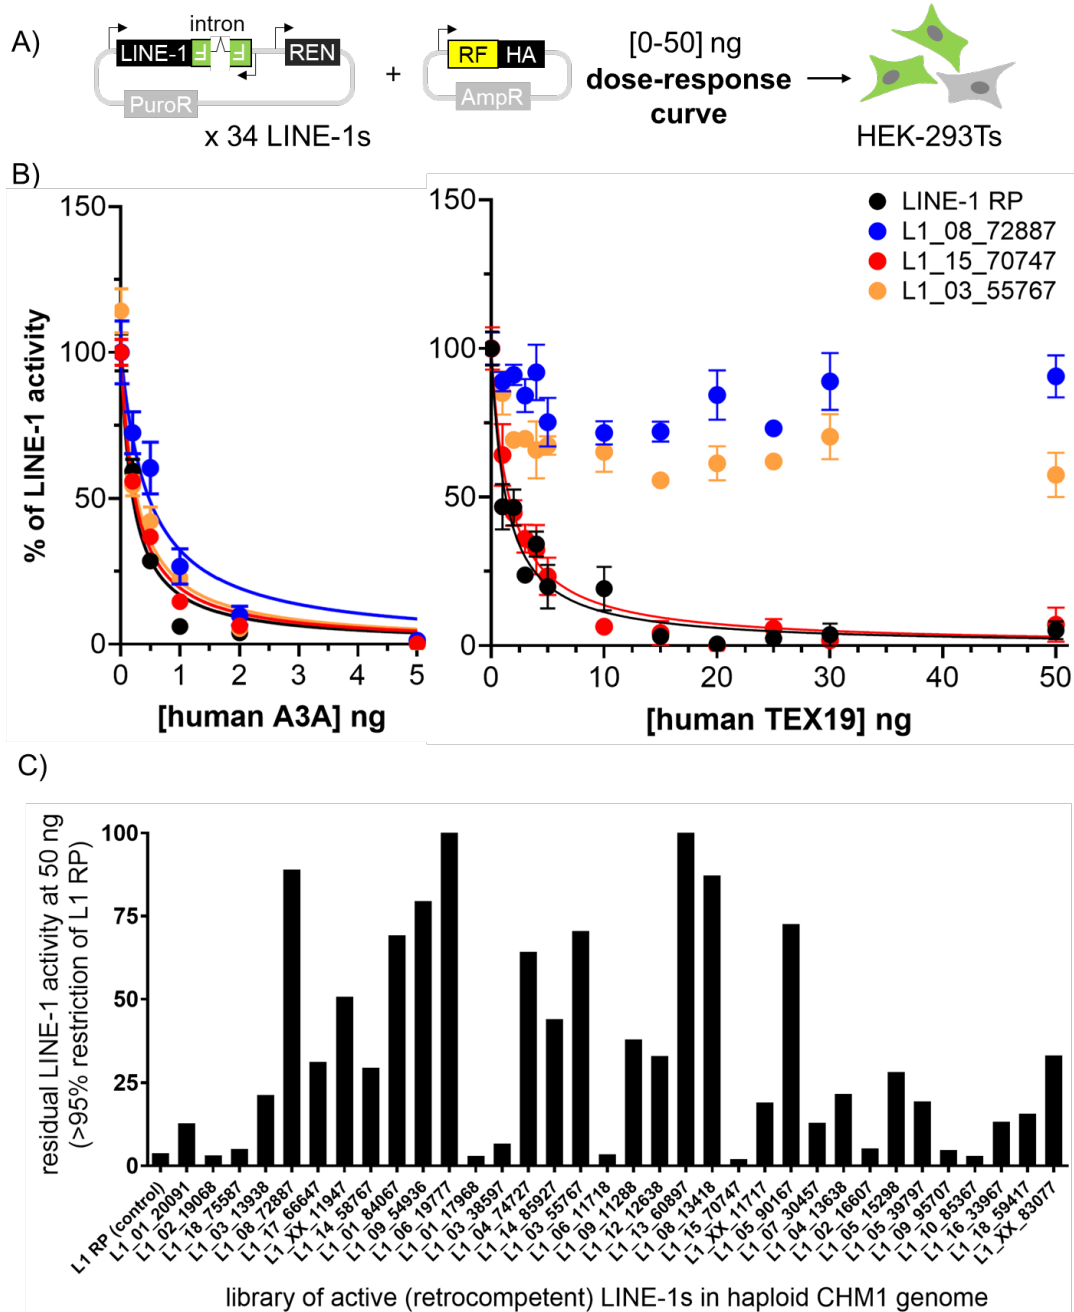 A)
intron
LINE-1
F
F
REN
PuroR
x 34 LINE-1s
+
RF
HA
AmpR
[0-50] ng
dose-response
curve
HEK-293Ts
B)
% of LINE-1 activity
150
100
50
0
0
1
2
3
4
5
[human A3A] ng
150
100
50
0
0
10
20
30
40
50
[human TEX19] ng
LINE-1 RP
L1_08_72887
L1_15_70747
L1_03_55767
C)
residual LINE-1 activity at 50 ng
(>95% restriction of L1 RP)
100
75
50
25
0
L1 RP (control)
L1_01_20091
L1_02_19068
L1_18_75587
L1_03_13938
L1_08_72887
L1_17_66647
L1_XX_11947
L1_14_58767
L1_01_84067
L1_09_54936
L1_06_19777
L1_01_17968
L1_03_38597
L1_04_74727
L1_14_85927
L1_03_55767
L1_06_11718
L1_09_11288
L1_12_12638
L1_13_60897
L1_08_13418
L1_15_70747
L1_XX_11717
L1_05_90167
L1_07_30457
L1_04_13638
L1_02_16607
L1_05_15298
L1_05_39797
L1_09_95707
L1_10_85367
L1_16_33967
L1_18_59417
L1_XX_83077
library of active (retrocompetent) LINE-1s in haploid CHM1 genome